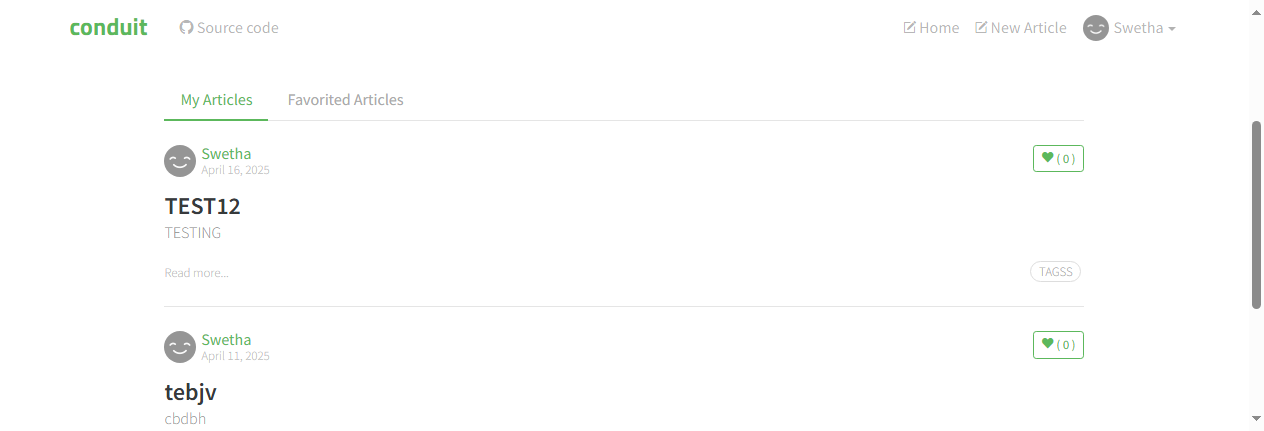 conduit Source code Home New Article Swetha
My Articles Favorited Articles
Swetha
April 16, 2025
( 0 )
TEST12
TESTING
Read more...
TAGSS
Swetha
April 11, 2025
( 0 )
tebjv
cbdbh